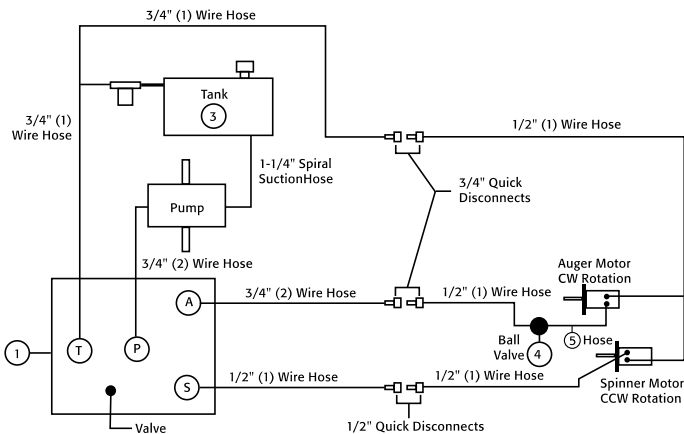 3/4" (1) Wire Hose
Tank
3
3/4" (1)
Wire Hose
1/2" (1) Wire Hose
1-1/4" Spiral
SuctionHose
3/4" Quick
Disconnects
Pump
3/4" (2) Wire Hose
Auger Motor
CW Rotation
A
3/4" (2) Wire Hose
1/2" (1) Wire Hose
1
T
P
Ball
Valve
4
5
Hose
S
1/2" (1) Wire Hose
1/2" (1) Wire Hose
Spinner Motor
CCW Rotation
Valve
1/2" Quick Disconnects